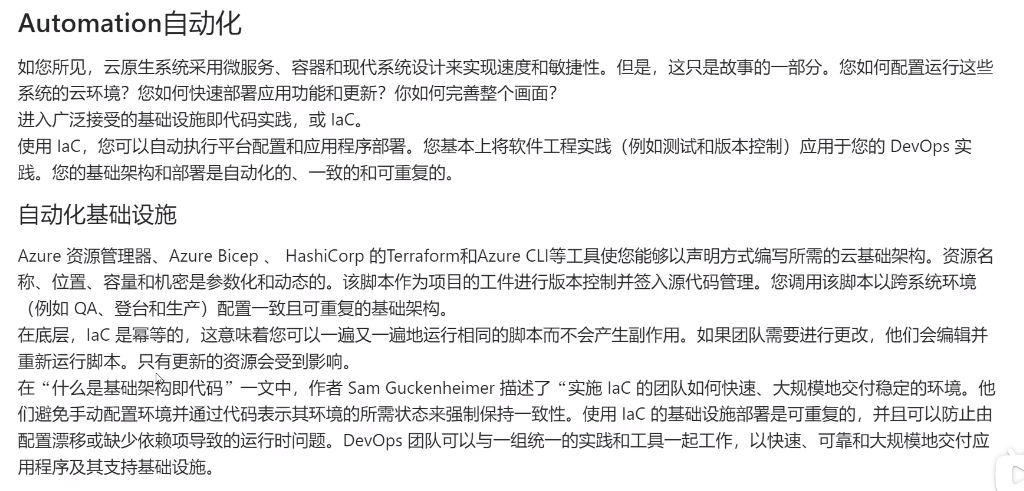 Automation自动化
如您所见，云原生系统采用微服务、容器和现代系统设计来实现速度和敏捷性。但是，这只是故事的一部分。您如何配置运行这些
系统的云环境？您如何快速部署应用功能和更新？你如何完善整个画面？
进入广泛接受的基础设施即代码实践，或 IaC。
使用 IaC，您可以自动执行平台配置和应用程序部署。您基本上将软件工程实践（例如测试和版本控制）应用于您的 DevOps 实
践。您的基础架构和部署是自动化的、一致的和可重复的。
自动化基础设施
Azure 资源管理器、Azure Bicep 、 HashiCorp 的Terraform和Azure CLI等工具使您能够以声明方式编写所需的云基础架构。资源名
称、位置、容量和机密是参数化和动态的。该脚本作为项目的工件进行版本控制并签入源代码管理。您调用该脚本以跨系统环境
（例如 QA、登台和生产）配置一致且可重复的基础架构。
在底层，IaC 是幂等的，这意味着您可以一遍又一遍地运行相同的脚本而不会产生副作用。如果团队需要进行更改，他们会编辑并
重新运行脚本。只有更新的资源会受到影响。
在“什么是基础架构即代码”一文中，作者 Sam Guckenheimer 描述了“实施 IaC 的团队如何快速、大规模地交付稳定的环境。他
们避免手动配置环境并通过代码表示其环境的所需状态来强制保持一致性。使用 IaC 的基础设施部署是可重复的，并且可以防止由
配置漂移或缺少依赖项导致的运行时问题。DevOps 团队可以与一组统一的实践和工具一起工作，以快速、可靠和大规模地交付应
用程序及其支持基础设施。